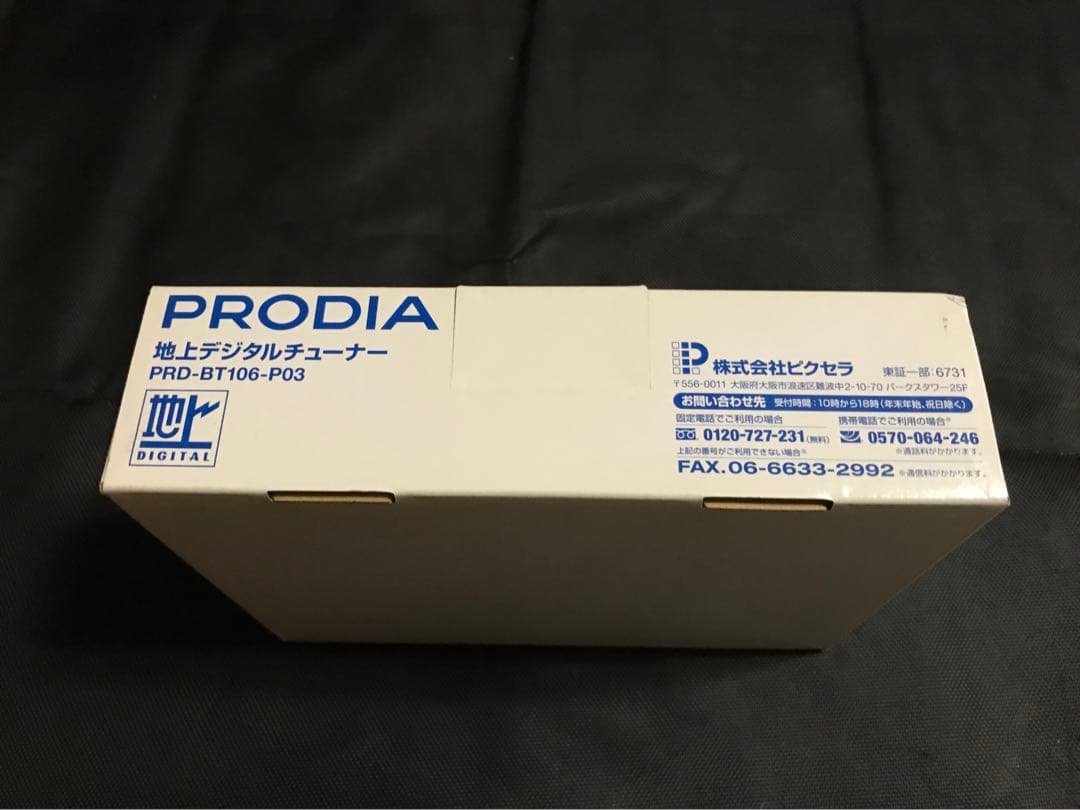 PRODIA
地上デジタルチューナー
PRD-BT106-P03
地上
DIGITAL
P 株式会社ピクセラ 東証一部:6731
〒556-0011 大阪府大阪市浪速区難波中2-10-70 パークスタワー25F
お問い合わせ先 受付時間:10時から18時(年末年始、祝日除く)
固定電話でご利用の場合 携帯電話でご利用の場合※
0120-727-231(無料) 0570-064-246
上記の番号がご利用できない場合※ ※通話料がかかります。
FAX.06-6633-2992 ※通信料がかかります。